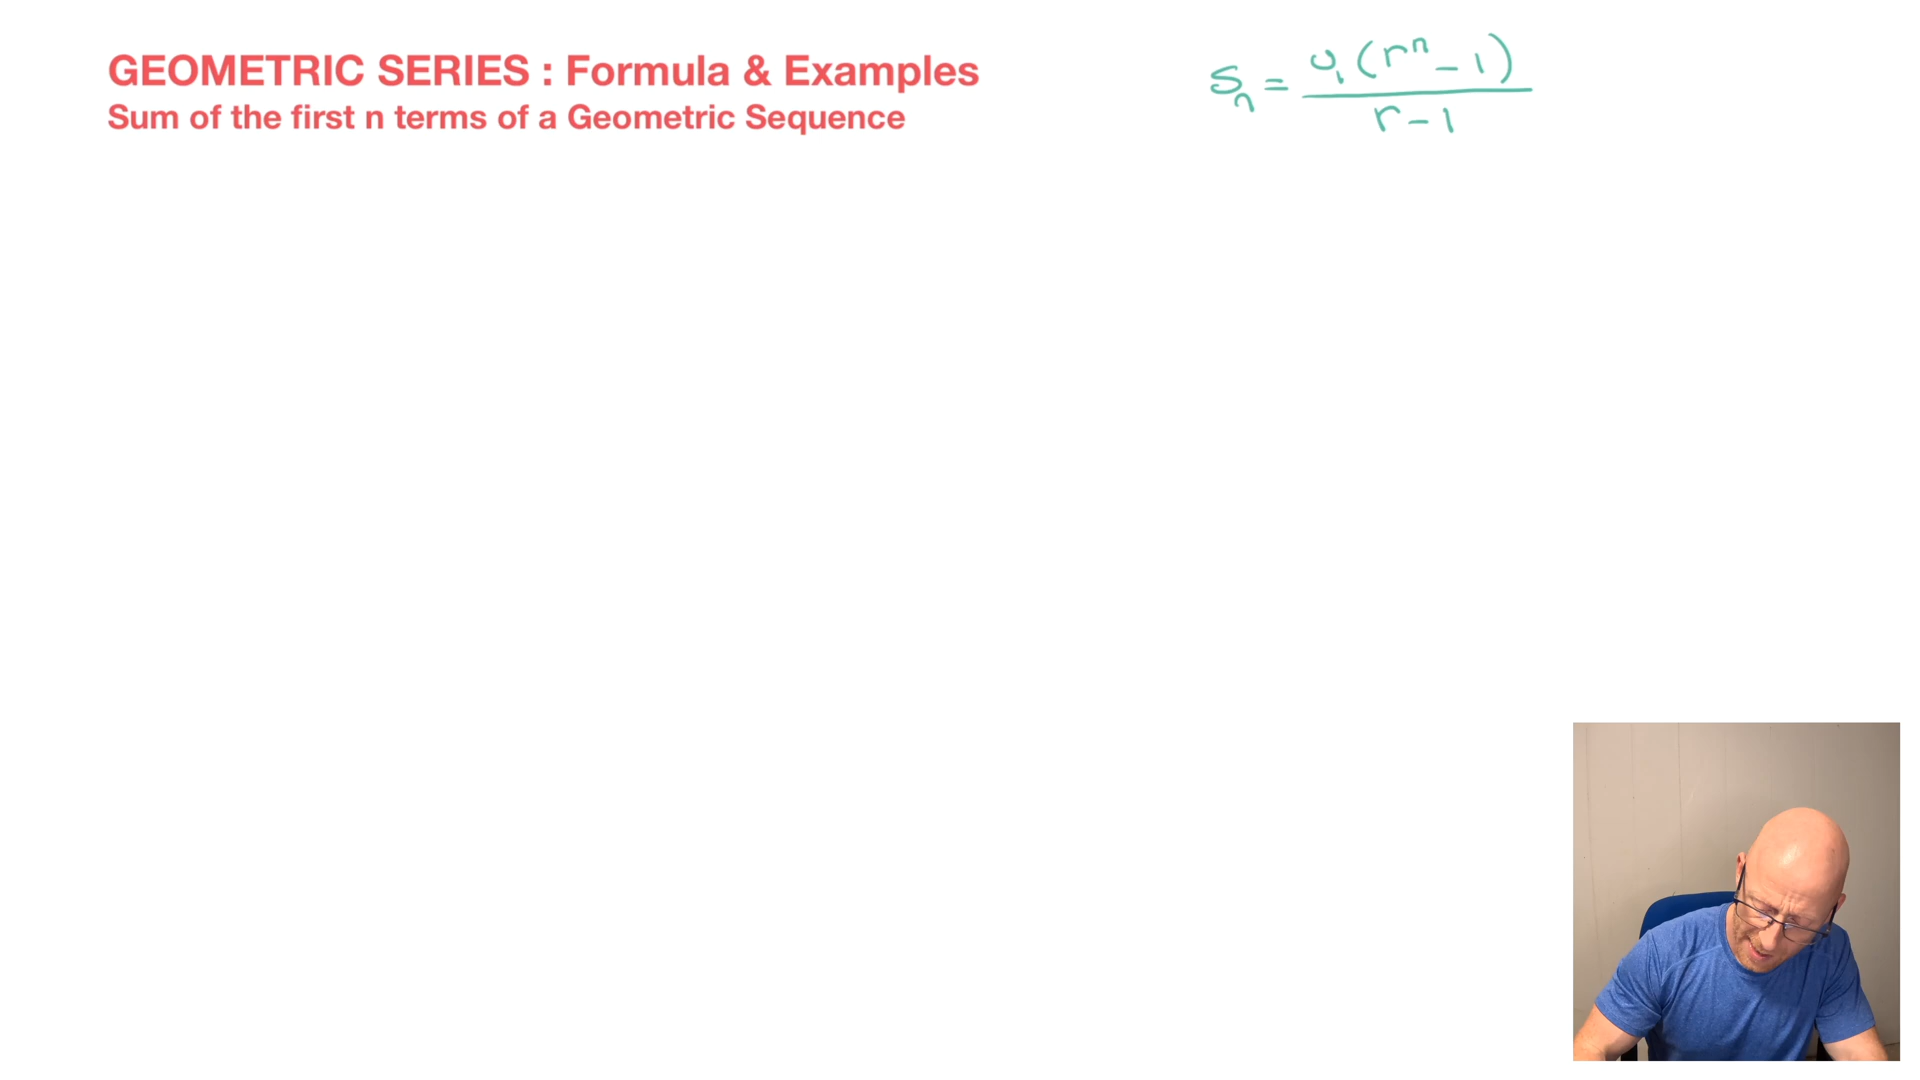 GEOMETRIC SERIES : Formula & Examples
Sum of the first n terms of a Geometric Sequence
Sₙ = u₁(rⁿ - 1) / r - 1